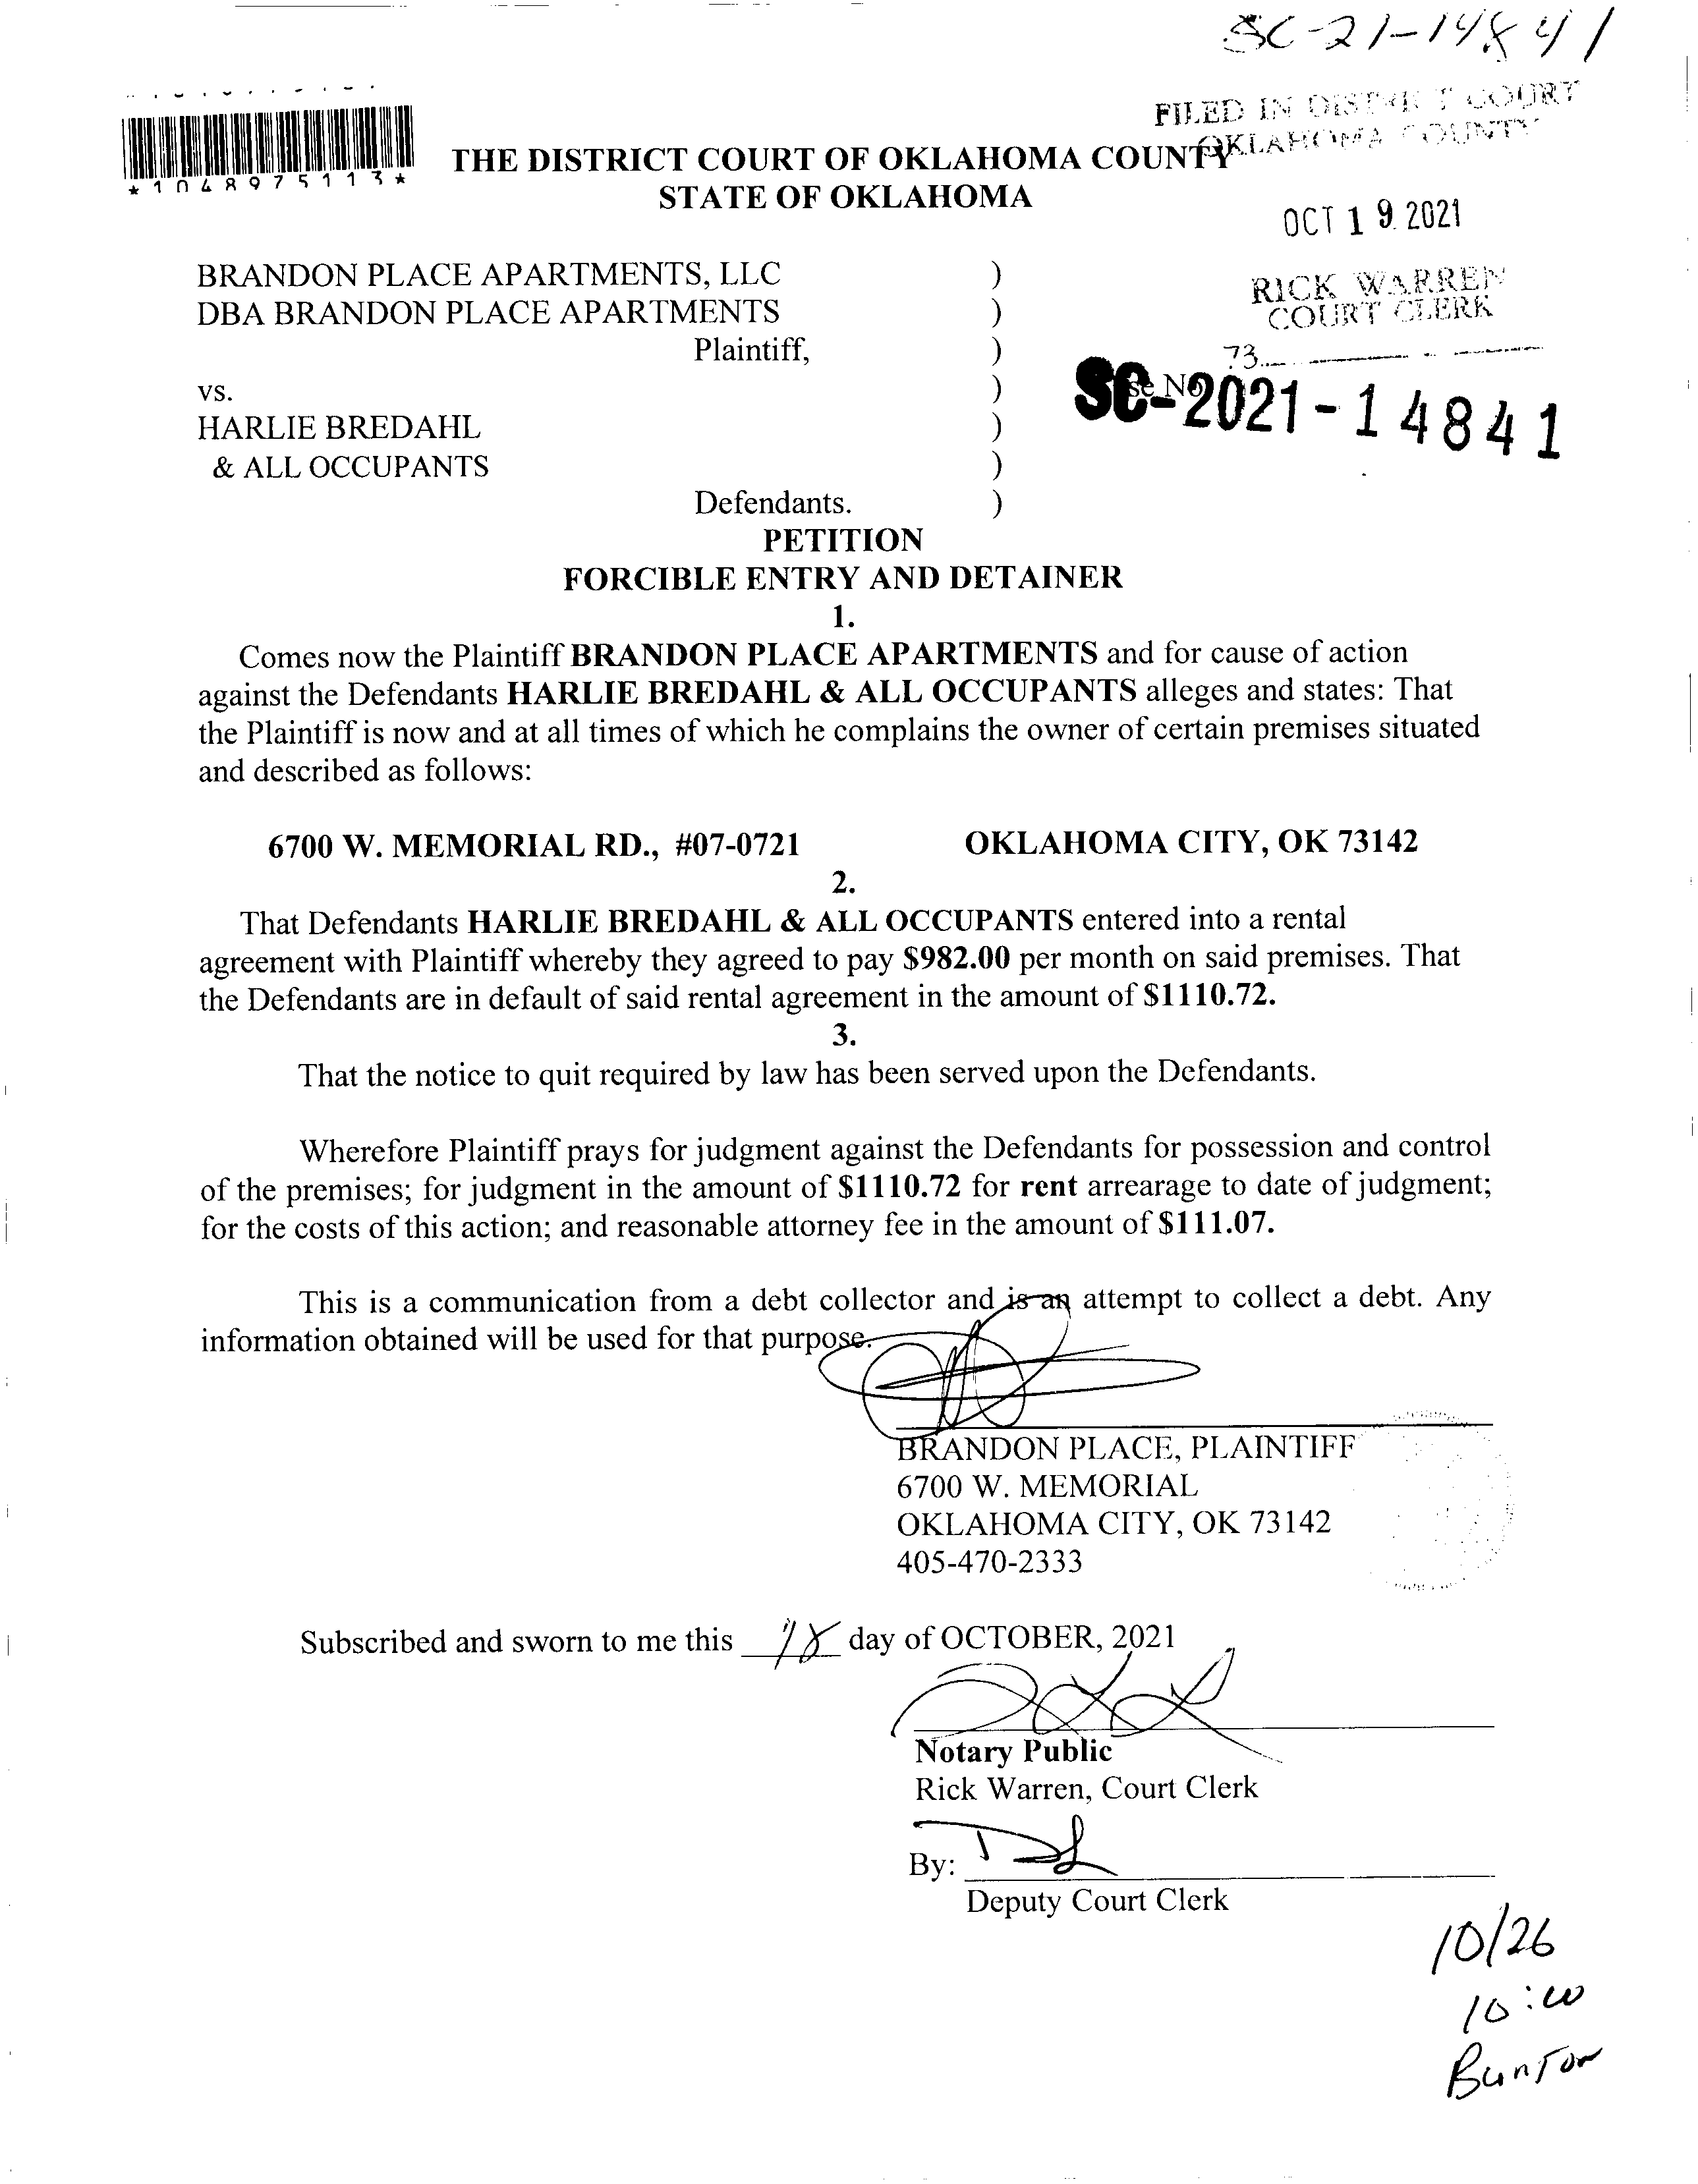 SC-21-14841
FILED IN DISTRICT COURT
OKLAHOMA COUNTY
*1048975113*
THE DISTRICT COURT OF OKLAHOMA COUNTY
STATE OF OKLAHOMA
OCT 19 2021
BRANDON PLACE APARTMENTS, LLC )
DBA BRANDON PLACE APARTMENTS )
Plaintiff, )
RICK WARREN
COURT CLERK
73
vs. )
SC-2021-14841
HARLIE BREDAHL )
& ALL OCCUPANTS )
Defendants. )
PETITION
FORCIBLE ENTRY AND DETAINER
1.
Comes now the Plaintiff BRANDON PLACE APARTMENTS and for cause of action
against the Defendants HARLIE BREDAHL & ALL OCCUPANTS alleges and states: That
the Plaintiff is now and at all times of which he complains the owner of certain premises situated
and described as follows:
6700 W. MEMORIAL RD., #07-0721 OKLAHOMA CITY, OK 73142
2.
That Defendants HARLIE BREDAHL & ALL OCCUPANTS entered into a rental
agreement with Plaintiff whereby they agreed to pay $982.00 per month on said premises. That
the Defendants are in default of said rental agreement in the amount of $1110.72.
3.
That the notice to quit required by law has been served upon the Defendants.
Wherefore Plaintiff prays for judgment against the Defendants for possession and control
of the premises; for judgment in the amount of $1110.72 for rent arrearage to date of judgment;
for the costs of this action; and reasonable attorney fee in the amount of $111.07.
This is a communication from a debt collector and is an attempt to collect a debt. Any
information obtained will be used for that purpose.
BRANDON PLACE, PLAINTIFF
6700 W. MEMORIAL
OKLAHOMA CITY, OK 73142
405-470-2333
Subscribed and sworn to me this 18 day of OCTOBER, 2021
Notary Public
Rick Warren, Court Clerk
By:
Deputy Court Clerk
10/26
10:00
Bunton